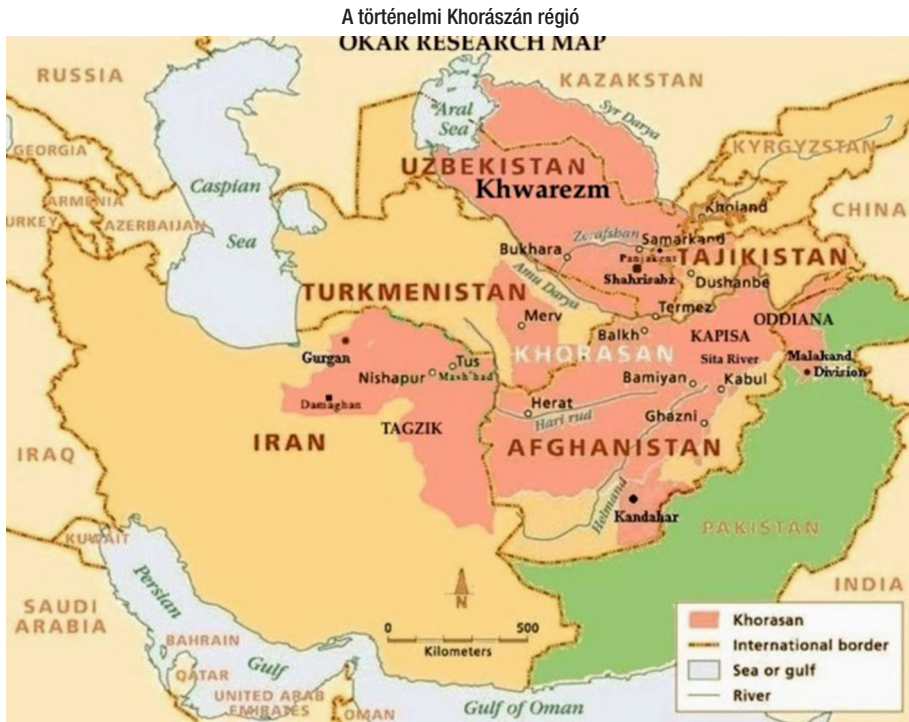 A történelmi Khorászán régió
OKAR RESEARCH MAP
RUSSIA
KAZAKSTAN
Aral
Sea
Syr Darya
GEORGIA
KYRGYZSTAN
UZBEKISTAN
Caspian
Sea
Khwarezm
ARMENIA
TURKEY
AZERBAIJAN
CHINA
Zerafshan
Samarkand
Bukhara
Panjakent
TAJIKISTAN
Shahrisabz
Dushanbe
Amu Darya
TURKMENISTAN
Termez
ODDIANA
Merv
Balkh
KAPISA
KHORASAN
Gurgan
Tus
Sita River
Malakand
Division
Nishapur
Mash'had
Bamiyan
Kabul
Damaghan
Herat
Hari rud
Ghazni
TAGZIK
IRAN
AFGHANISTAN
IRAQ
Helmand
Kandahar
PAKISTAN
KUWAIT
Persian
Gulf
INDIA
SAUDI
ARABIA
N
0 500
Kilometers
BAHRAIN
QATAR
UNITED ARAB
EMIRATES
OMAN
Gulf of Oman
Khorasan
International border
Sea or gulf
River